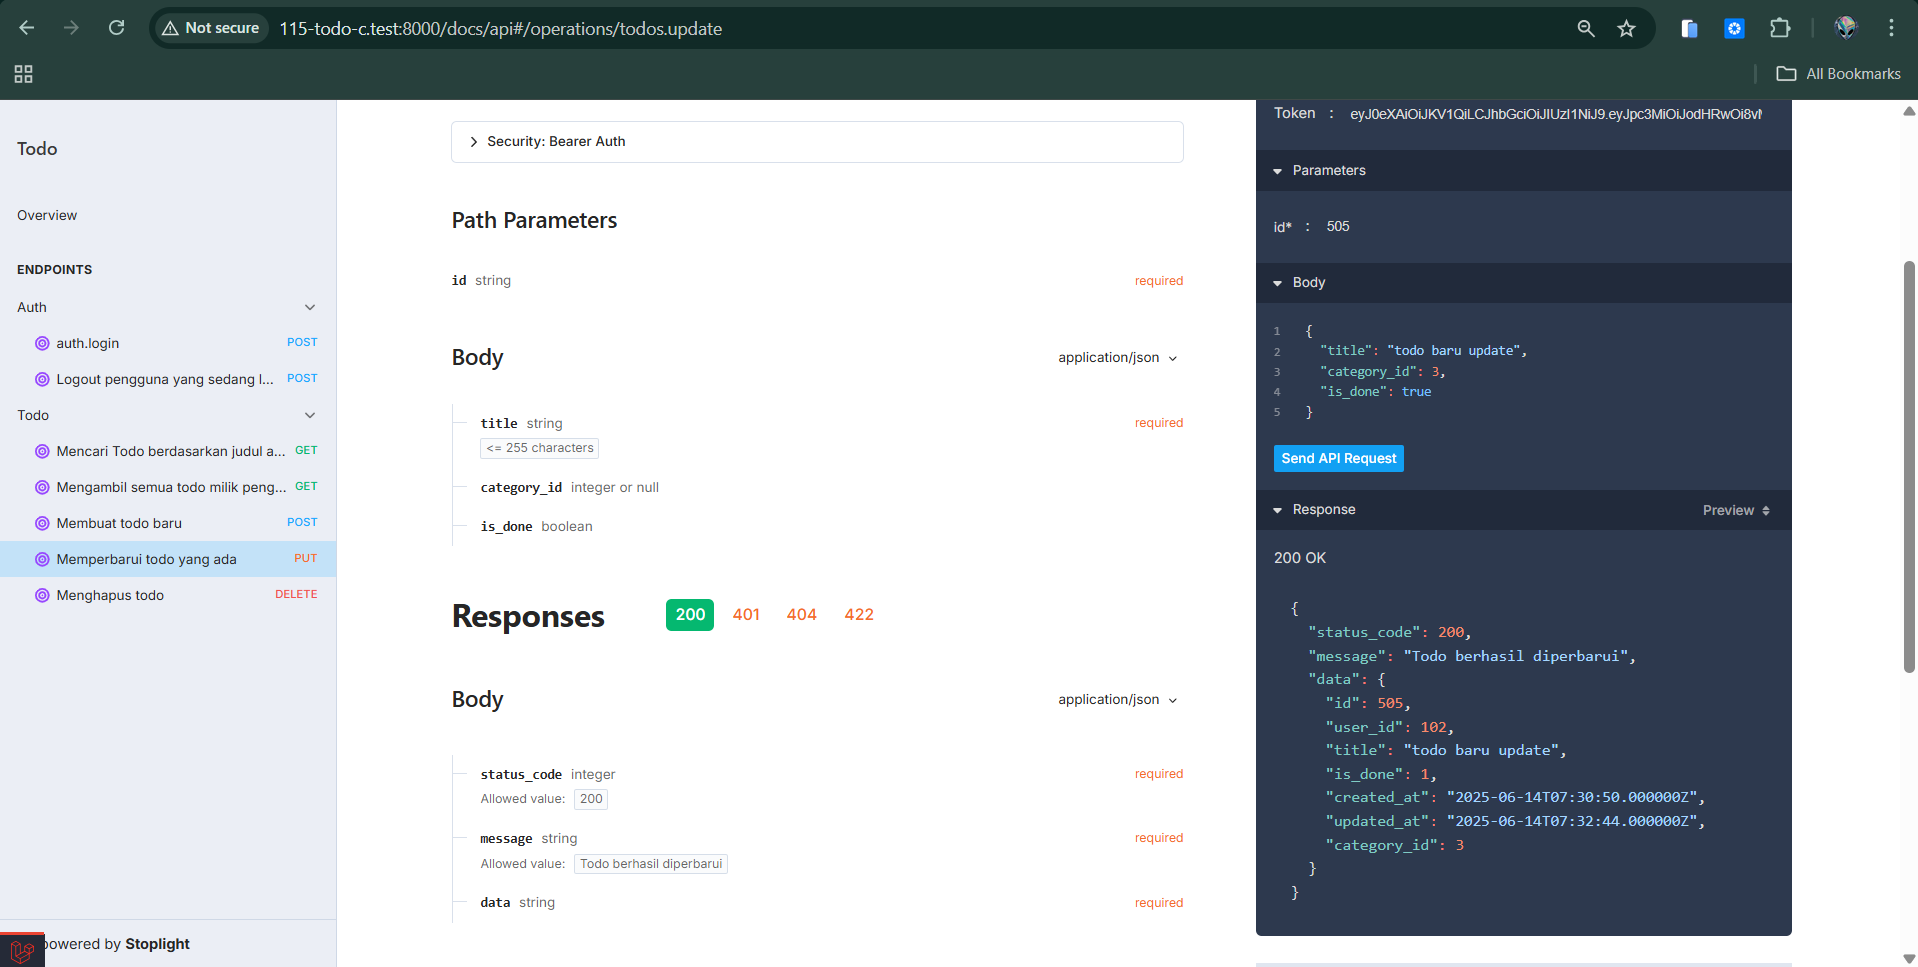 Not secure
115-todo-c.test:8000/docs/api#/operations/todos.update
All Bookmarks
Todo
Overview
ENDPOINTS
Auth
auth.login POST
Logout pengguna yang sedang l... POST
Todo
Mencari Todo berdasarkan judul a... GET
Mengambil semua todo milik peng... GET
Membuat todo baru POST
Memperbarui todo yang ada PUT
Menghapus todo DELETE
powered by Stoplight
Security: Bearer Auth
Path Parameters
id string required
Body application/json
title string required
<= 255 characters
category_id integer or null
is_done boolean
Responses 200 401 404 422
Body application/json
status_code integer required
Allowed value: 200
message string required
Allowed value: Todo berhasil diperbarui
data string required
Token : eyJ0eXAiOiJKV1QiLCJhbGciOiJIUzI1NiJ9.eyJpc3MiOiJodHRwOi8v
Parameters
id* : 505
Body
1 {
2 "title": "todo baru update",
3 "category_id": 3,
4 "is_done": true
5 }
Send API Request
Response Preview
200 OK
{
"status_code": 200,
"message": "Todo berhasil diperbarui",
"data": {
"id": 505,
"user_id": 102,
"title": "todo baru update",
"is_done": 1,
"created_at": "2025-06-14T07:30:50.000000Z",
"updated_at": "2025-06-14T07:32:44.000000Z",
"category_id": 3
}
}